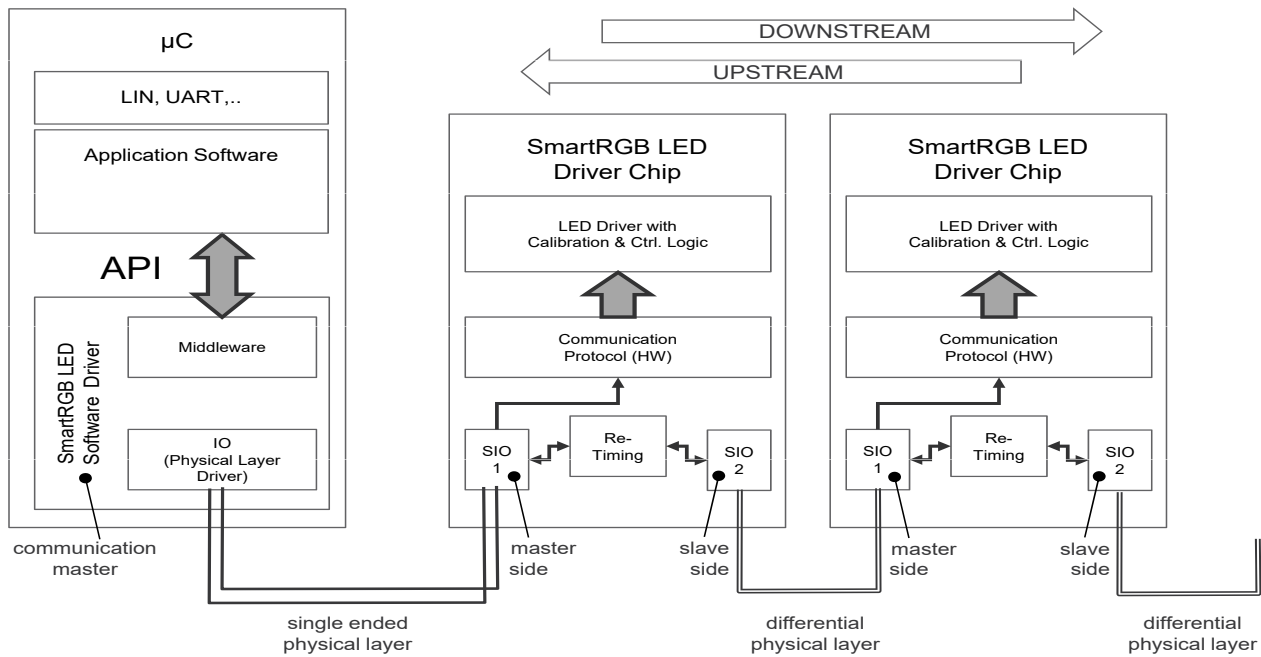 µC
LIN, UART,..
Application Software
API
SmartRGB LED
Software Driver
Middleware
IO
(Physical Layer
Driver)
communication
master
DOWNSTREAM
UPSTREAM
SmartRGB LED
Driver Chip
LED Driver with
Calibration & Ctrl. Logic
Communication
Protocol (HW)
SIO
1
Re-
Timing
SIO
2
master
side
slave
side
SmartRGB LED
Driver Chip
LED Driver with
Calibration & Ctrl. Logic
Communication
Protocol (HW)
SIO
1
Re-
Timing
SIO
2
master
side
slave
side
single ended
physical layer
differential
physical layer
differential
physical layer